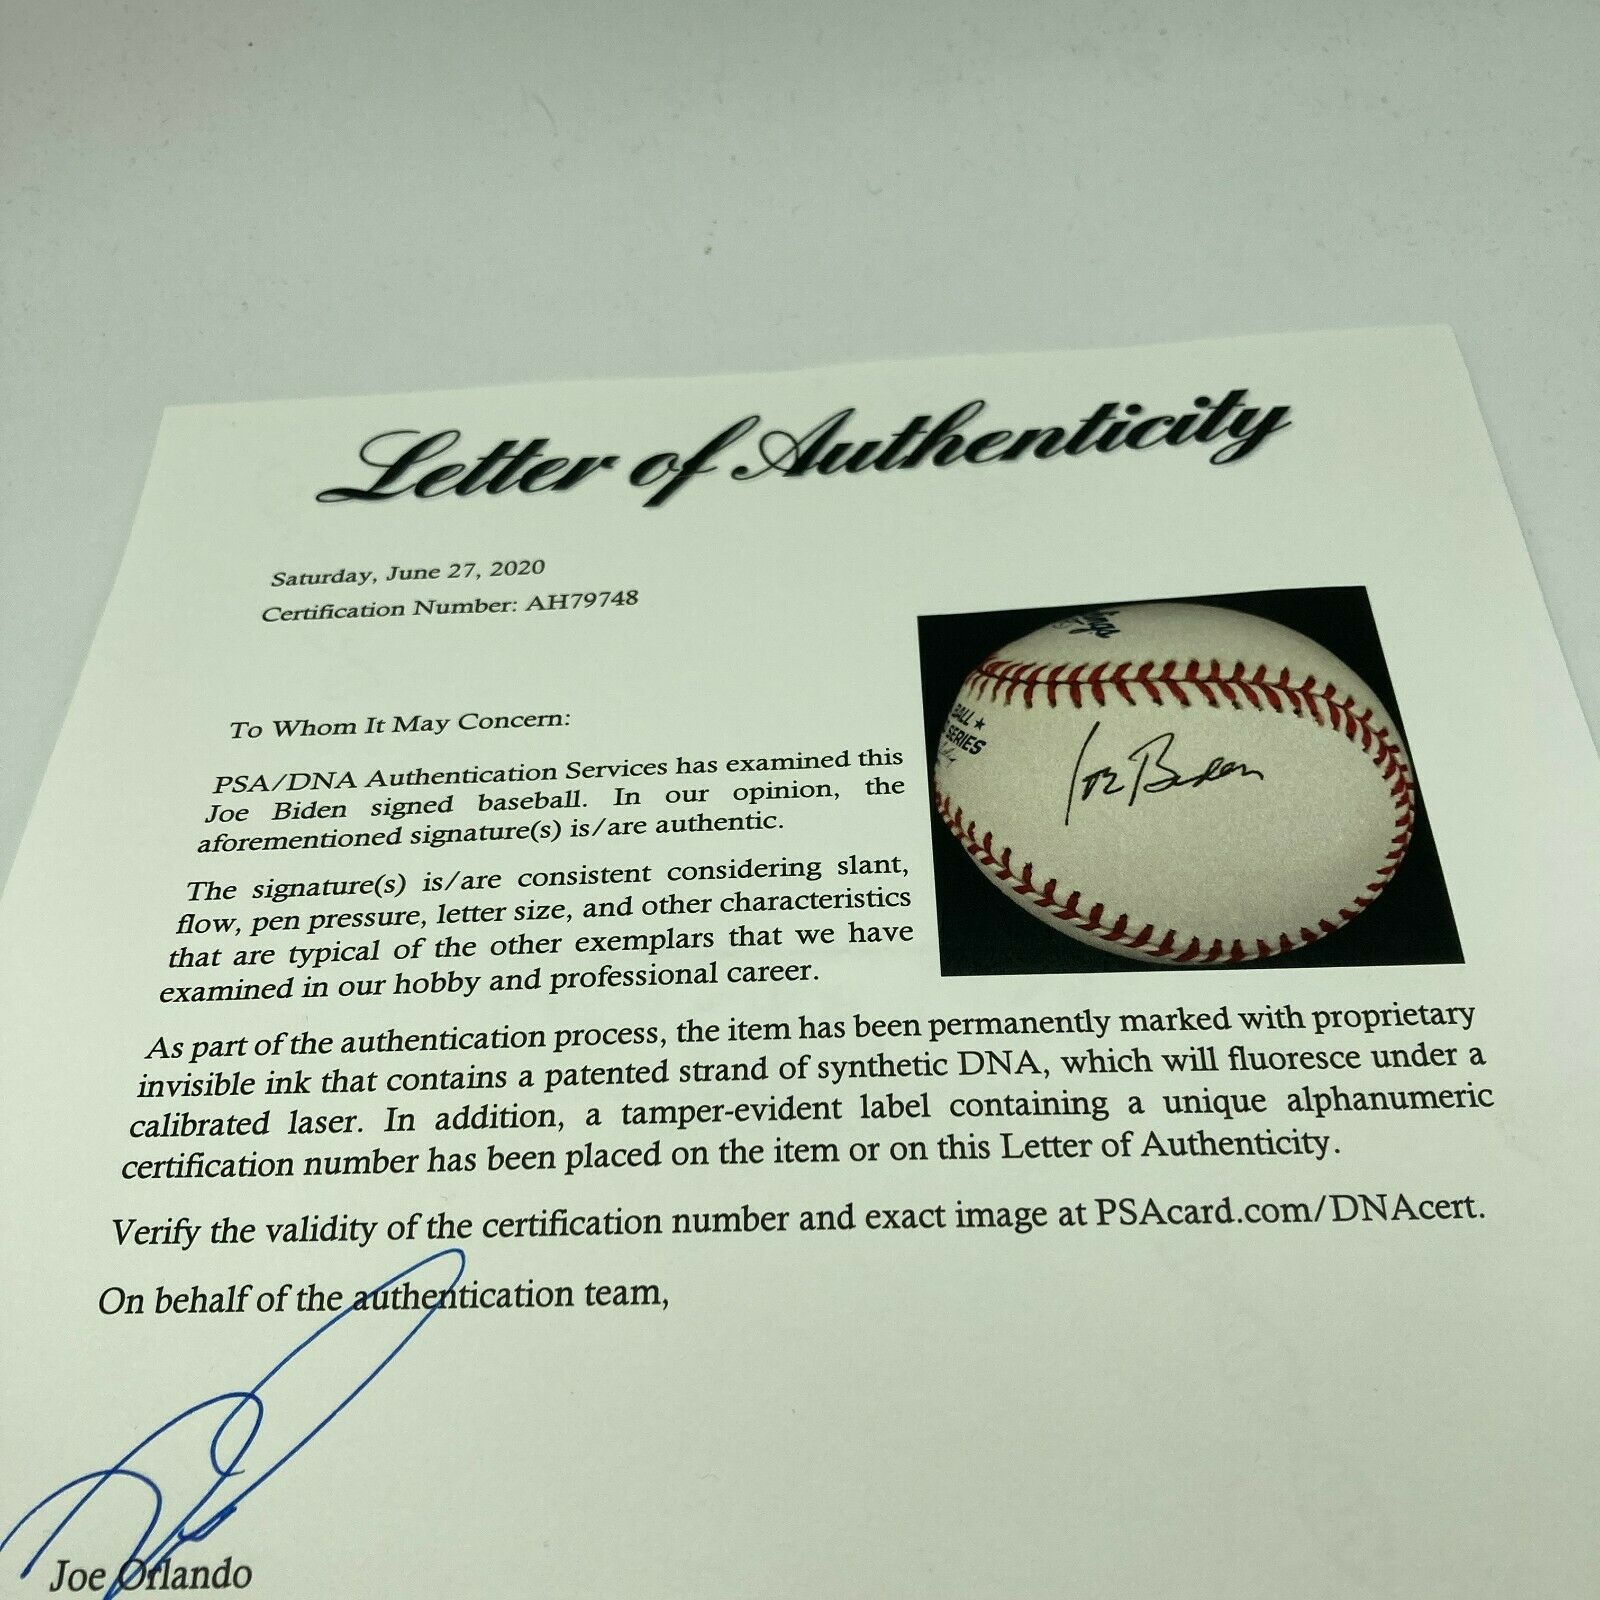 Letter of Authenticity
Saturday, June 27, 2020
Certification Number: AH79748
To Whom It May Concern:
PSA/DNA Authentication Services has examined this
Joe Biden signed baseball. In our opinion, the
aforementioned signature(s) is/are authentic.
The signature(s) is/are consistent considering slant,
flow, pen pressure, letter size, and other characteristics
that are typical of the other exemplars that we have
examined in our hobby and professional career.
BALL ★
SERIES
Joe Biden
As part of the authentication process, the item has been permanently marked with proprietary
invisible ink that contains a patented strand of synthetic DNA, which will fluoresce under a
calibrated laser. In addition, a tamper-evident label containing a unique alphanumeric
certification number has been placed on the item or on this Letter of Authenticity.
Verify the validity of the certification number and exact image at PSAcard.com/DNAcert.
On behalf of the authentication team,
Joe Orlando